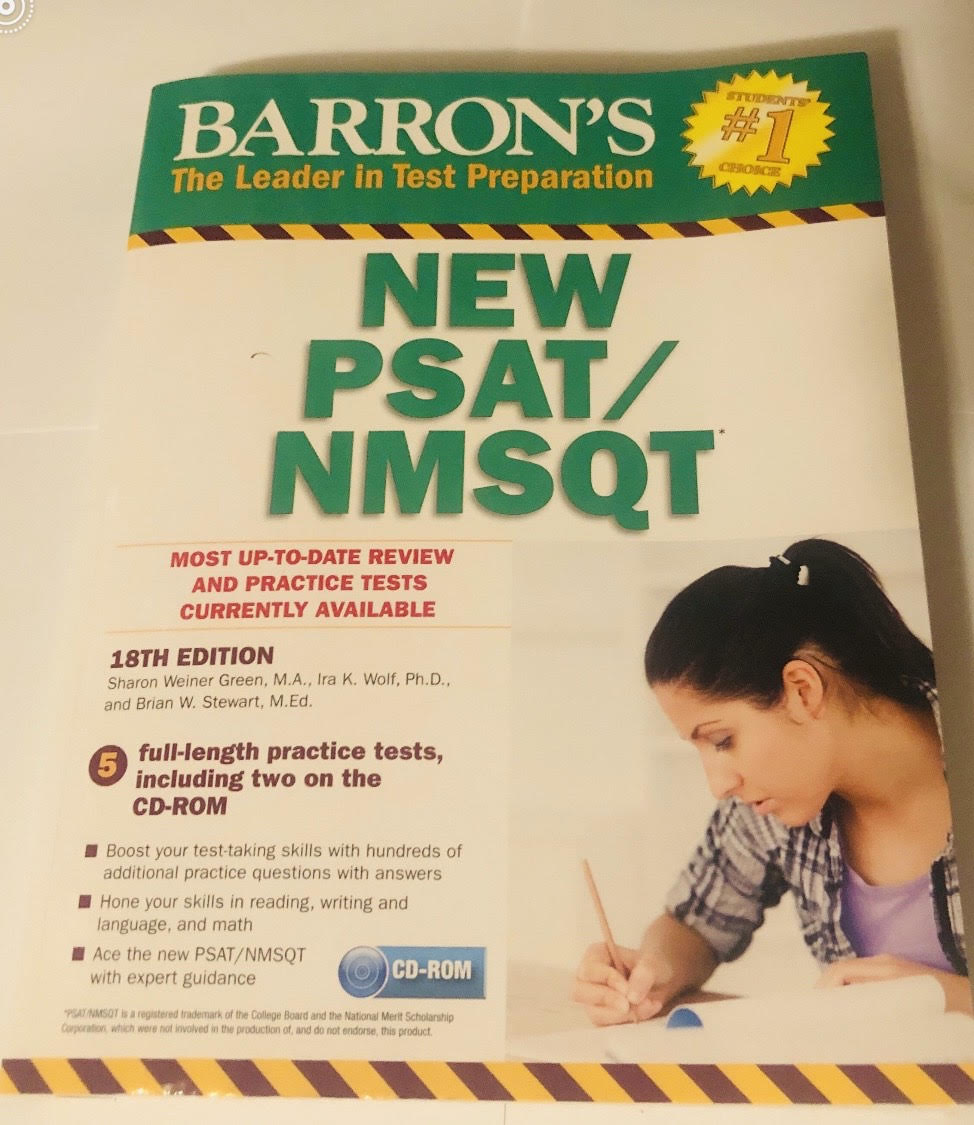 BARRON'S
The Leader in Test Preparation
STUDENTS'
#1
CHOICE
NEW
PSAT/
NMSQT*
MOST UP-TO-DATE REVIEW
AND PRACTICE TESTS
CURRENTLY AVAILABLE
18TH EDITION
Sharon Weiner Green, M.A., Ira K. Wolf, Ph.D.,
and Brian W. Stewart, M.Ed.
5 full-length practice tests,
including two on the
CD-ROM
Boost your test-taking skills with hundreds of
additional practice questions with answers
Hone your skills in reading, writing and
language, and math
Ace the new PSAT/NMSQT
with expert guidance
CD-ROM
*PSAT/NMSQT is a registered trademark of the College Board and the National Merit Scholarship
Corporation, which were not involved in the production of, and do not endorse, this product.